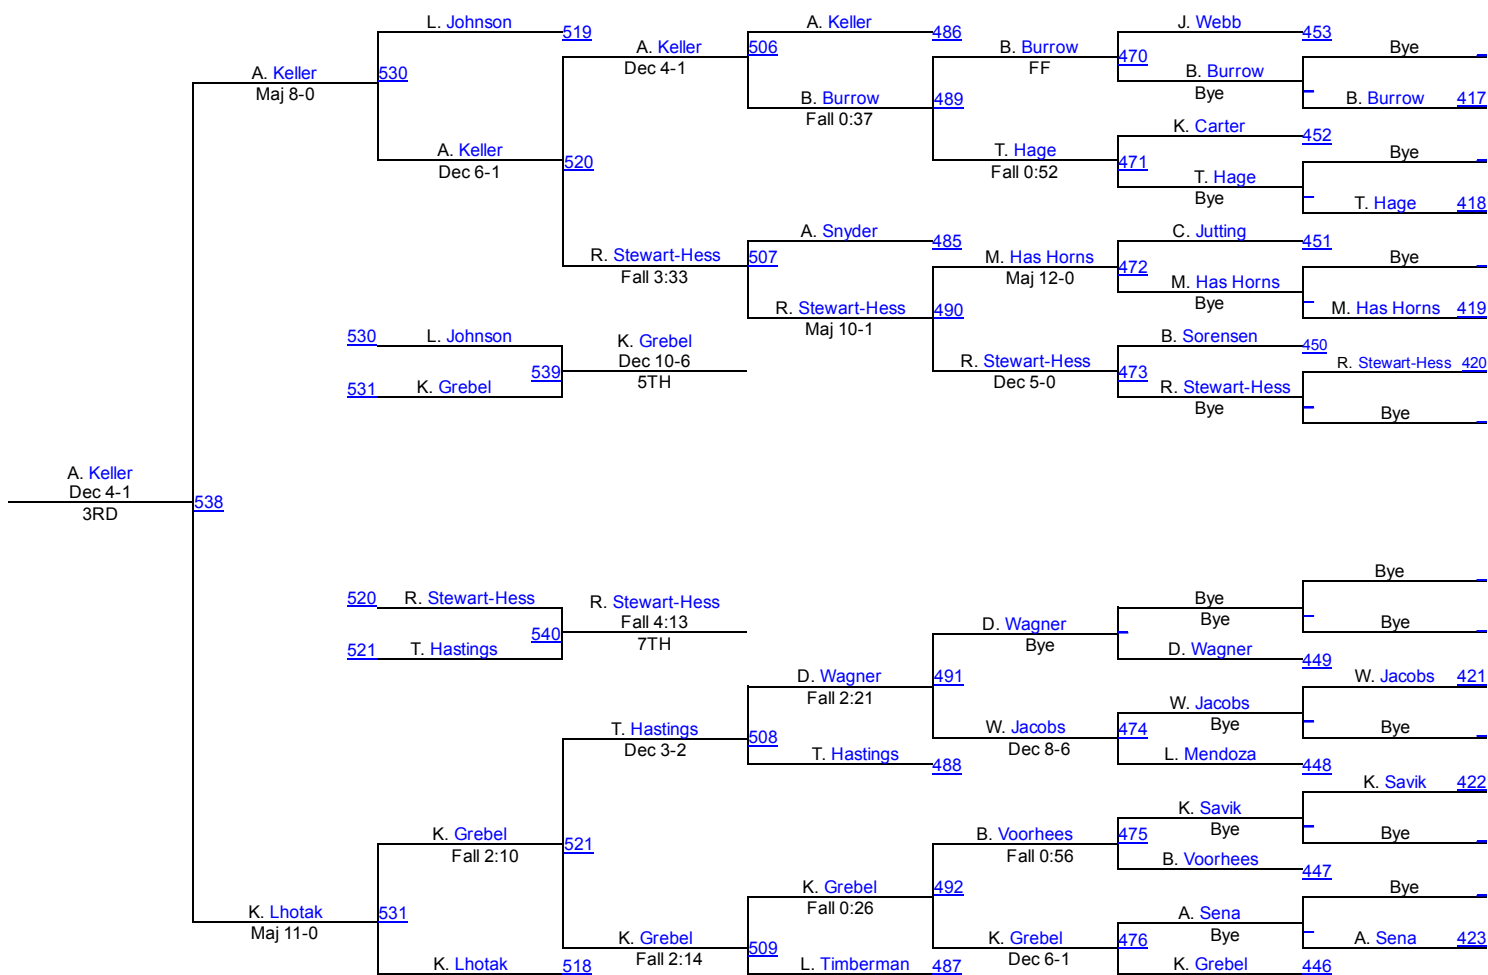 L. Johnson 519
A. Keller 486
J. Webb 453
A. Keller 506
Dec 4-1
B. Burrow 470
FF
Bye
A. Keller 530
Maj 8-0
B. Burrow
Bye
B. Burrow 489
Fall 0:37
B. Burrow 417
K. Carter 452
A. Keller 520
Dec 6-1
T. Hage 471
Fall 0:52
Bye
T. Hage
Bye
T. Hage 418
A. Snyder 485
C. Jutting 451
R. Stewart-Hess 507
Fall 3:33
M. Has Horns 472
Maj 12-0
Bye
M. Has Horns
Bye
R. Stewart-Hess 490
Maj 10-1
M. Has Horns 419
530 L. Johnson
K. Grebel
Dec 10-6
5TH
B. Sorensen 450
539
R. Stewart-Hess 473
Dec 5-0
R. Stewart-Hess 420
531 K. Grebel
R. Stewart-Hess
Bye
Bye
A. Keller
Dec 4-1
3RD
538
Bye
520 R. Stewart-Hess
R. Stewart-Hess
Fall 4:13
7TH
Bye
Bye
540
D. Wagner
Bye
Bye
521 T. Hastings
D. Wagner 449
D. Wagner 491
Fall 2:21
W. Jacobs 421
W. Jacobs
Bye
T. Hastings 508
Dec 3-2
W. Jacobs 474
Dec 8-6
Bye
T. Hastings 488
L. Mendoza 448
K. Savik 422
K. Savik
Bye
K. Grebel 521
Fall 2:10
B. Voorhees 475
Fall 0:56
Bye
B. Voorhees 447
K. Grebel 492
Fall 0:26
Bye
K. Lhotak 531
Maj 11-0
A. Sena
Bye
K. Grebel 509
Fall 2:14
K. Grebel 476
Dec 6-1
A. Sena 423
K. Lhotak 518
L. Timberman 487
K. Grebel 446